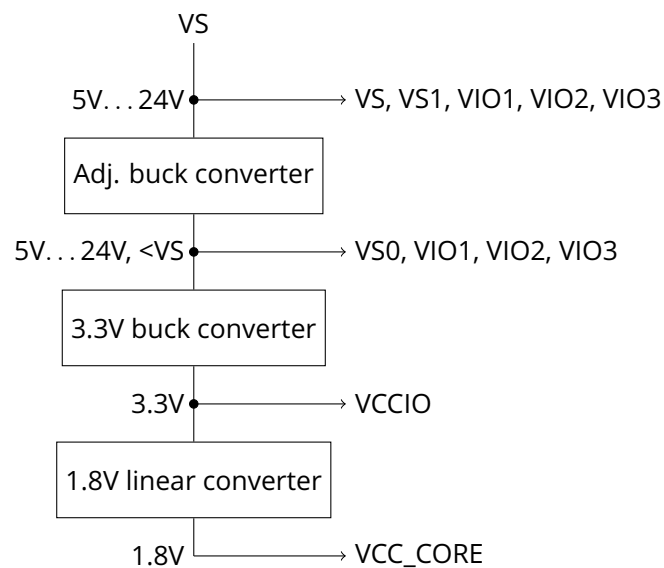 VS
5V...24V VS, VS1, VIO1, VIO2, VIO3
Adj. buck converter
5V...24V, <VS VS0, VIO1, VIO2, VIO3
3.3V buck converter
3.3V VCCIO
1.8V linear converter
1.8V VCC_CORE